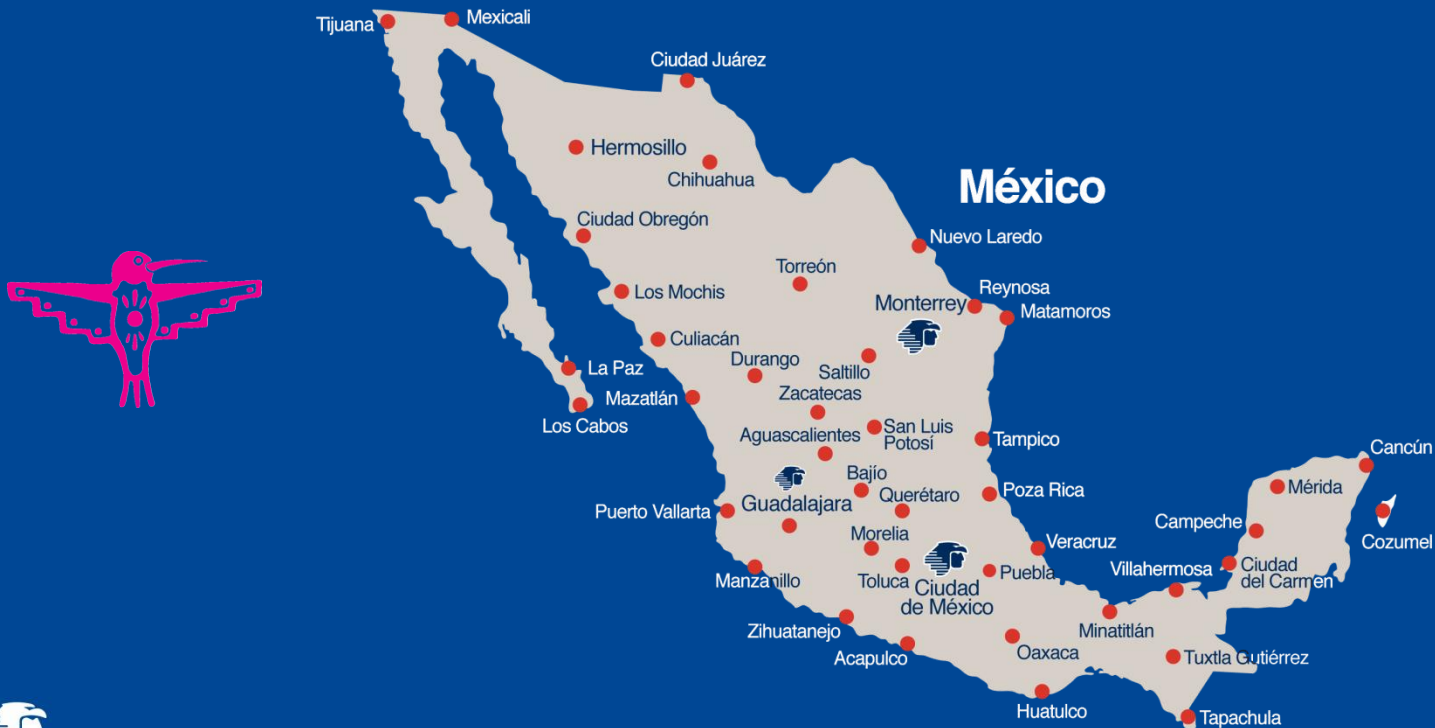 Tijuana
Mexicali
Ciudad Juárez
Hermosillo
Chihuahua
México
Ciudad Obregón
Nuevo Laredo
Torreón
Los Mochis
Reynosa
Monterrey
Matamoros
Culiacán
Durango
La Paz
Saltillo
Zacatecas
Mazatlán
Los Cabos
San Luis
Potosí
Aguascalientes
Tampico
Cancún
Bajío
Mérida
Querétaro
Poza Rica
Guadalajara
Puerto Vallarta
Campeche
Morelia
Veracruz
Cozumel
Villahermosa
Ciudad
del Carmen
Manzanillo
Toluca
Puebla
Ciudad
de México
Zihuatanejo
Minatitlán
Acapulco
Oaxaca
Tuxtla Gutiérrez
Huatulco
Tapachula